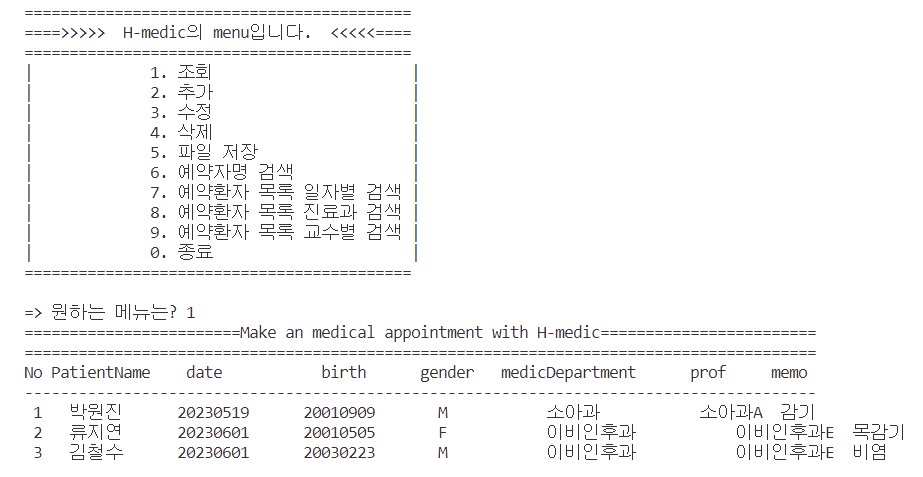 ===========================================
====>>>>>  H-medic의 menu입니다.  <<<<<====
===========================================
|             1. 조회                       |
|             2. 추가                       |
|             3. 수정                       |
|             4. 삭제                       |
|             5. 파일 저장                  |
|             6. 예약자명 검색              |
|             7. 예약환자 목록 일자별 검색 |
|             8. 예약환자 목록 진료과 검색 |
|             9. 예약환자 목록 교수별 검색 |
|             0. 종료                       |
===========================================
=> 원하는 메뉴는? 1
========================Make an medical appointment with H-medic========================
========================================================================================
No PatientName    date           birth      gender   medicDepartment      prof     memo
----------------------------------------------------------------------------------------
1   박원진      20230519      20010909       M           소아과           소아과A  감기
2   류지연      20230601      20010505       F           이비인후과           이비인후과E  목감기
3   김철수      20230601      20030223       M           이비인후과           이비인후과E  비염